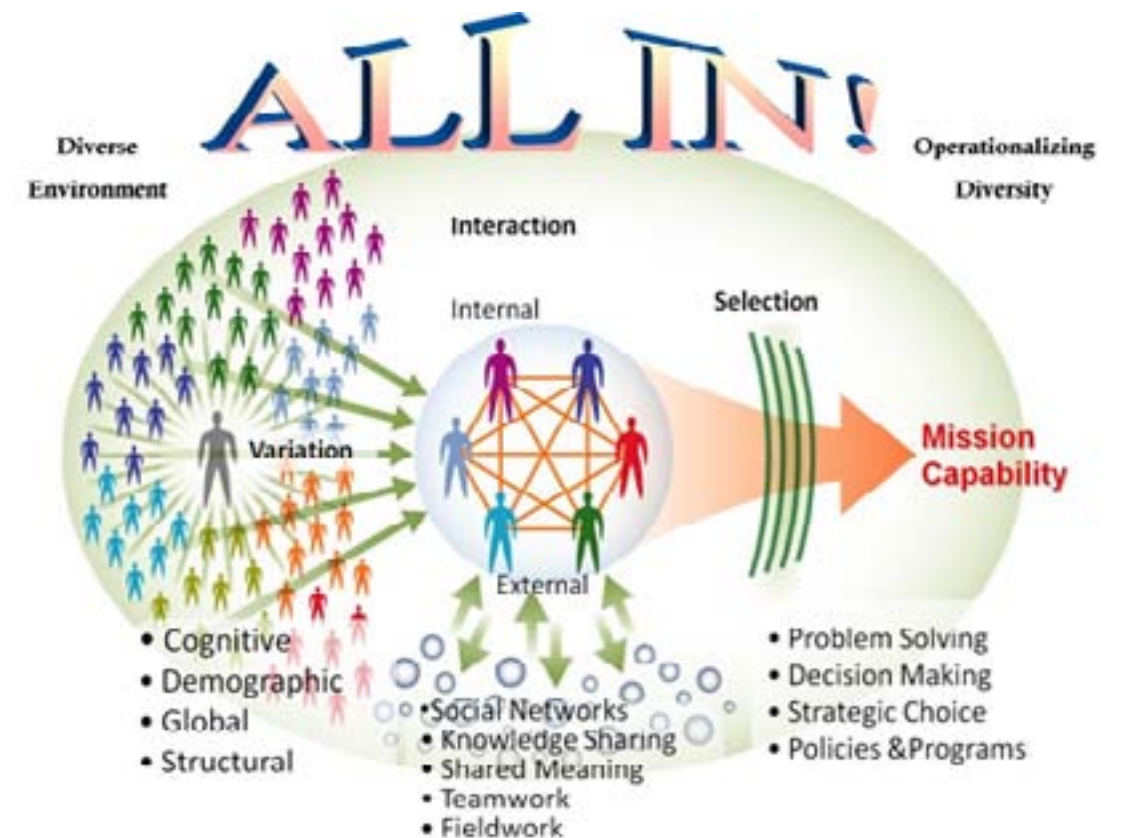 ALL IN!
Diverse
Environment
Operationalizing
Diversity
Interaction
Internal
Selection
Variation
Mission
Capability
External
• Cognitive
• Demographic
• Global
• Structural
•Social Networks
• Knowledge Sharing
• Shared Meaning
• Teamwork
• Fieldwork
• Problem Solving
• Decision Making
• Strategic Choice
• Policies &Programs